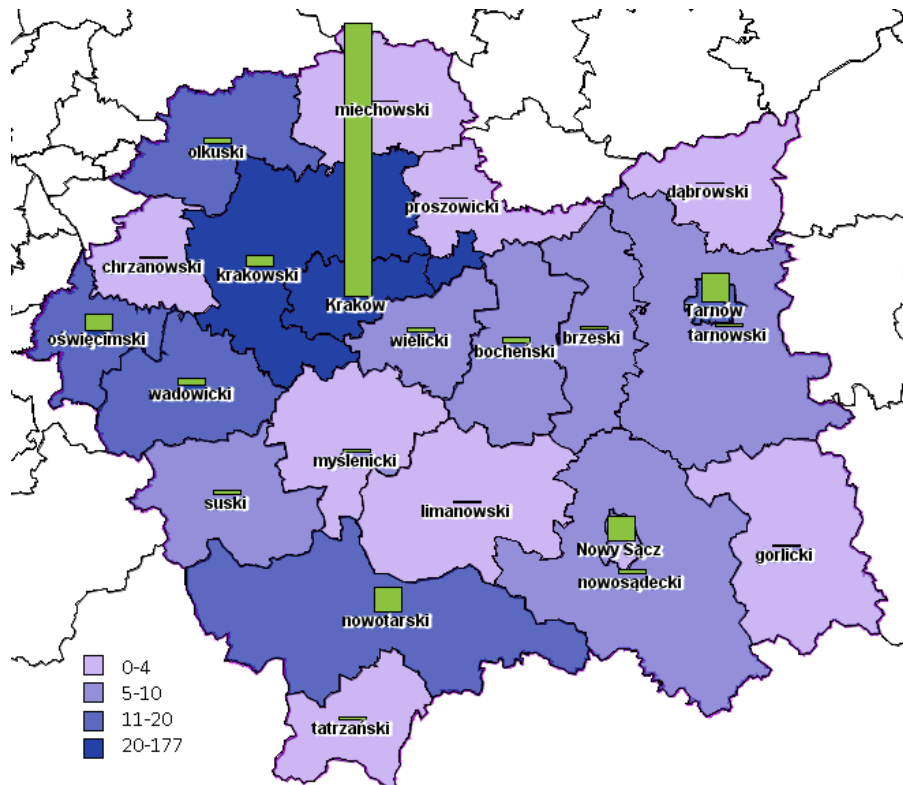 miechowski
olkuski
dąbrowski
proszowicki
chrzanowski
krakowski
Kraków
Tarnów
tarnowski
oświęcimski
wielicki
bocheński
brzeski
wadowicki
myślenicki
suski
limanowski
Nowy Sącz
gorlicki
nowosądecki
nowotarski
tatrzański
0-4
5-10
11-20
20-177